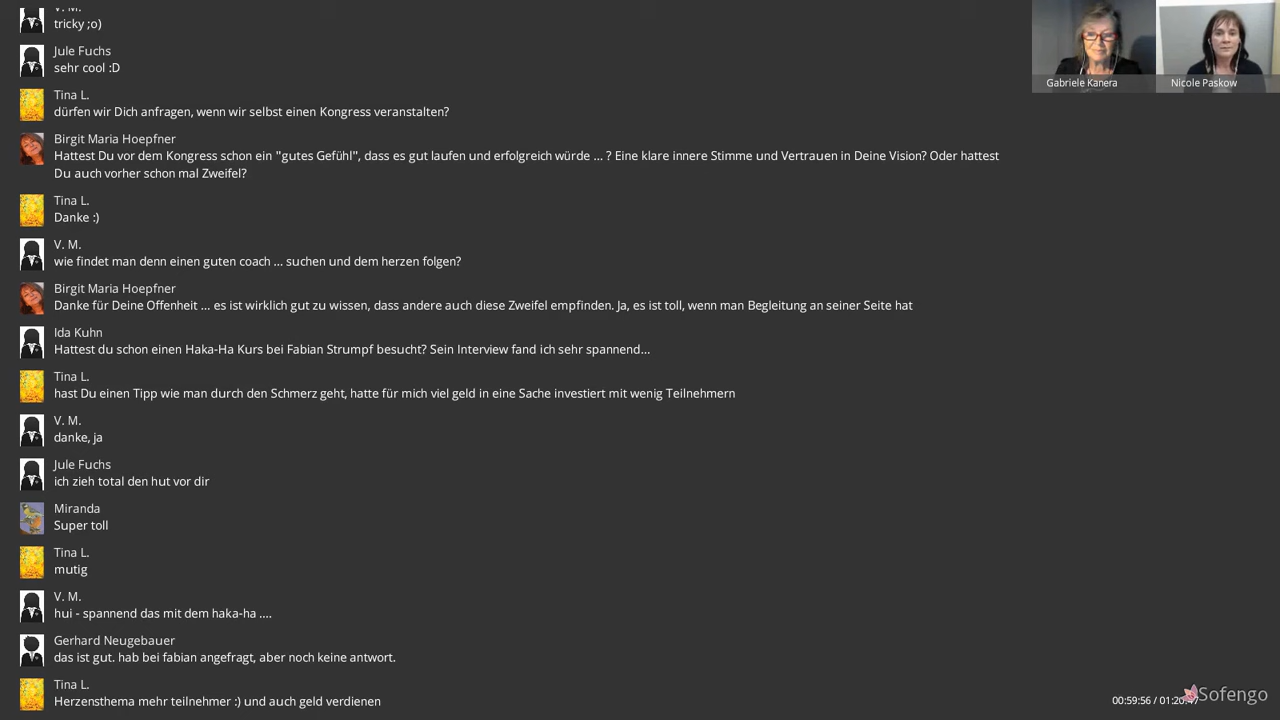 V. M.
tricky ;o)
Jule Fuchs
sehr cool :D
Tina L.
dürfen wir Dich anfragen, wenn wir selbst einen Kongress veranstalten?
Birgit Maria Hoepfner
Hattest Du vor dem Kongress schon ein "gutes Gefühl", dass es gut laufen und erfolgreich würde ... ? Eine klare innere Stimme und Vertrauen in Deine Vision? Oder hattest
Du auch vorher schon mal Zweifel?
Tina L.
Danke :)
V. M.
wie findet man denn einen guten coach ... suchen und dem herzen folgen?
Birgit Maria Hoepfner
Danke für Deine Offenheit ... es ist wirklich gut zu wissen, dass andere auch diese Zweifel empfinden. Ja, es ist toll, wenn man Begleitung an seiner Seite hat
Ida Kuhn
Hattest du schon einen Haka-Ha Kurs bei Fabian Strumpf besucht? Sein Interview fand ich sehr spannend...
Tina L.
hast Du einen Tipp wie man durch den Schmerz geht, hatte für mich viel geld in eine Sache investiert mit wenig Teilnehmern
V. M.
danke, ja
Jule Fuchs
ich zieh total den hut vor dir
Miranda
Super toll
Tina L.
mutig
V. M.
hui - spannend das mit dem haka-ha ....
Gerhard Neugebauer
das ist gut. hab bei fabian angefragt, aber noch keine antwort.
Tina L.
Herzensthema mehr teilnehmer :) und auch geld verdienen
Gabriele Kanera
Nicole Paskow
00:59:56 /
Sofengo